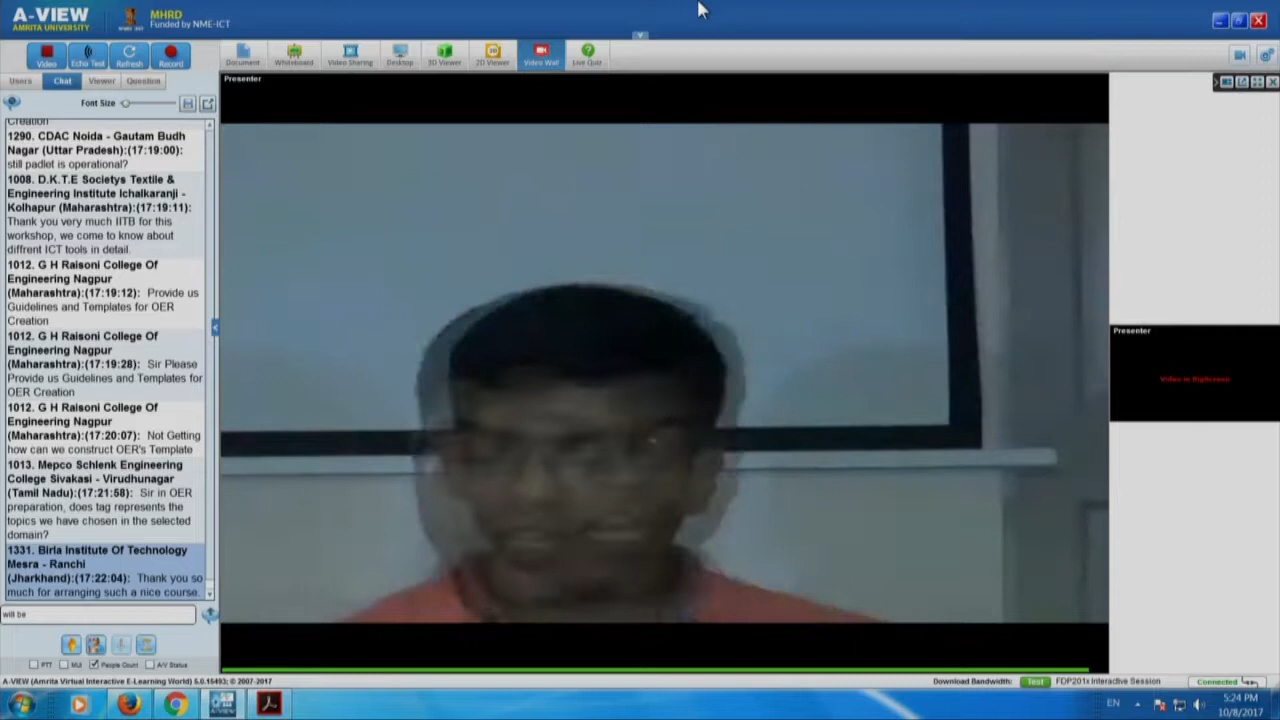 A-VIEW
AMRITA UNIVERSITY
MHRD
Funded by NME-ICT
Video
Echo Test
Refresh
Record
Document
Whiteboard
Video Sharing
Desktop
3D Viewer
2D Viewer
Video Wall
Live Quiz
Users
Chat
Viewer
Question
Presenter
Font Size
Creation
1290. CDAC Noida - Gautam Budh
Nagar (Uttar Pradesh):(17:19:00):
still padlet is operational?
1008. D.K.T.E Societys Textile &
Engineering Institute Ichalkaranji -
Kolhapur (Maharashtra):(17:19:11):
Thank you very much IITB for this
workshop, we come to know about
diffrent ICT tools in detail.
1012. G H Raisoni College Of
Engineering Nagpur
(Maharashtra):(17:19:12): Provide us
Guidelines and Templates for OER
Creation
1012. G H Raisoni College Of
Engineering Nagpur
(Maharashtra):(17:19:28): Sir Please
Provide us Guidelines and Templates for
OER Creation
1012. G H Raisoni College Of
Engineering Nagpur
(Maharashtra):(17:20:07): Not Getting
how can we construct OER's Template
1013. Mepco Schlenk Engineering
College Sivakasi - Virudhunagar
(Tamil Nadu):(17:21:58): Sir in OER
preparation, does tag represents the
topics we have chosen in the selected
domain?
1331. Birla Institute Of Technology
Mesra - Ranchi
(Jharkhand):(17:22:04): Thank you so
much for arranging such a nice course.
will be
PTT
Mul
People Count
A/V Status
Presenter
Video in BigScreen
A-VIEW (Amrita Virtual Interactive E-Learning World) 5.0.15493; © 2007-2017
Download Bandwidth:
Test
FDP201x Interactive Session
Connected
EN
5:24 PM
10/8/2017